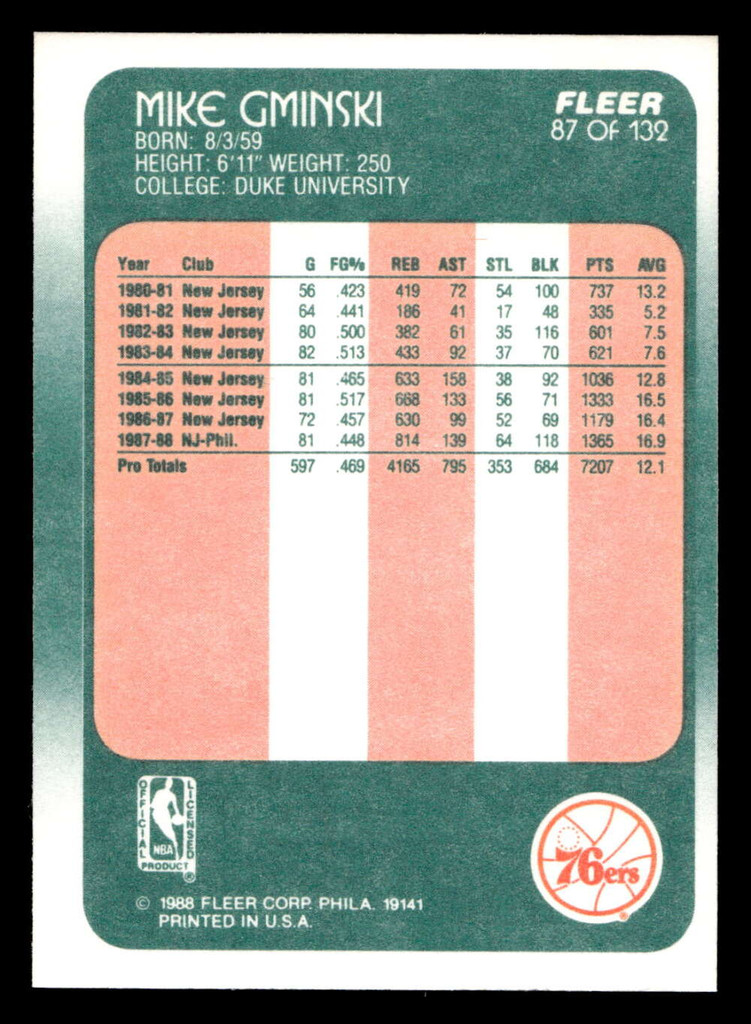 MIKE GMINSKI
BORN: 8/3/59
HEIGHT: 6'11" WEIGHT: 250
COLLEGE: DUKE UNIVERSITY
FLEER
87 OF 132
Year Club G FG% REB AST STL BLK PTS AVG
1980-81 New Jersey 56 .423 419 72 54 100 737 13.2
1981-82 New Jersey 64 .441 186 41 17 48 335 5.2
1982-83 New Jersey 80 .500 382 61 35 116 601 7.5
1983-84 New Jersey 82 .513 433 92 37 70 621 7.6
1984-85 New Jersey 81 .465 633 158 38 92 1036 12.8
1985-86 New Jersey 81 .517 668 133 56 71 1333 16.5
1986-87 New Jersey 72 .457 630 99 52 69 1179 16.4
1987-88 NJ-Phil. 81 .448 814 139 64 118 1365 16.9
Pro Totals 597 .469 4165 795 353 684 7207 12.1
OFFICIAL
LICENSED
NBA
PRODUCT
®
76ers
®
© 1988 FLEER CORP. PHILA. 19141
PRINTED IN U.S.A.